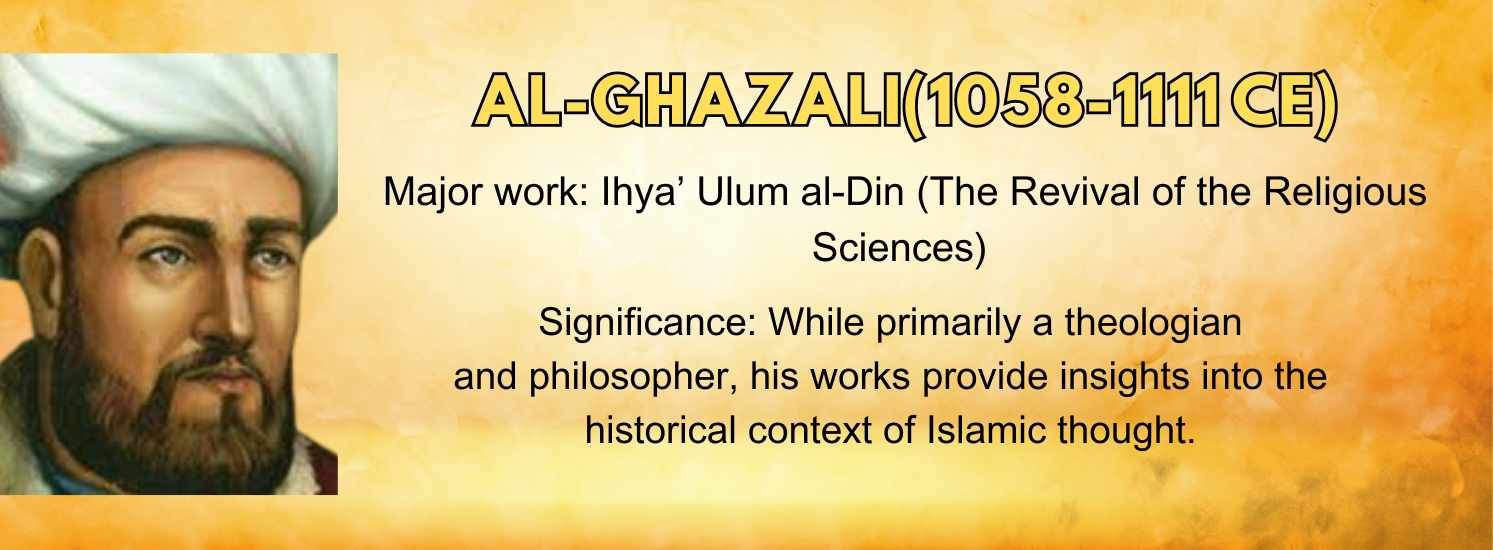 AL-GHAZALI(1058-1111 CE)
Major work: Ihya’ Ulum al-Din (The Revival of the Religious
Sciences)
Significance: While primarily a theologian
and philosopher, his works provide insights into the
historical context of Islamic thought.